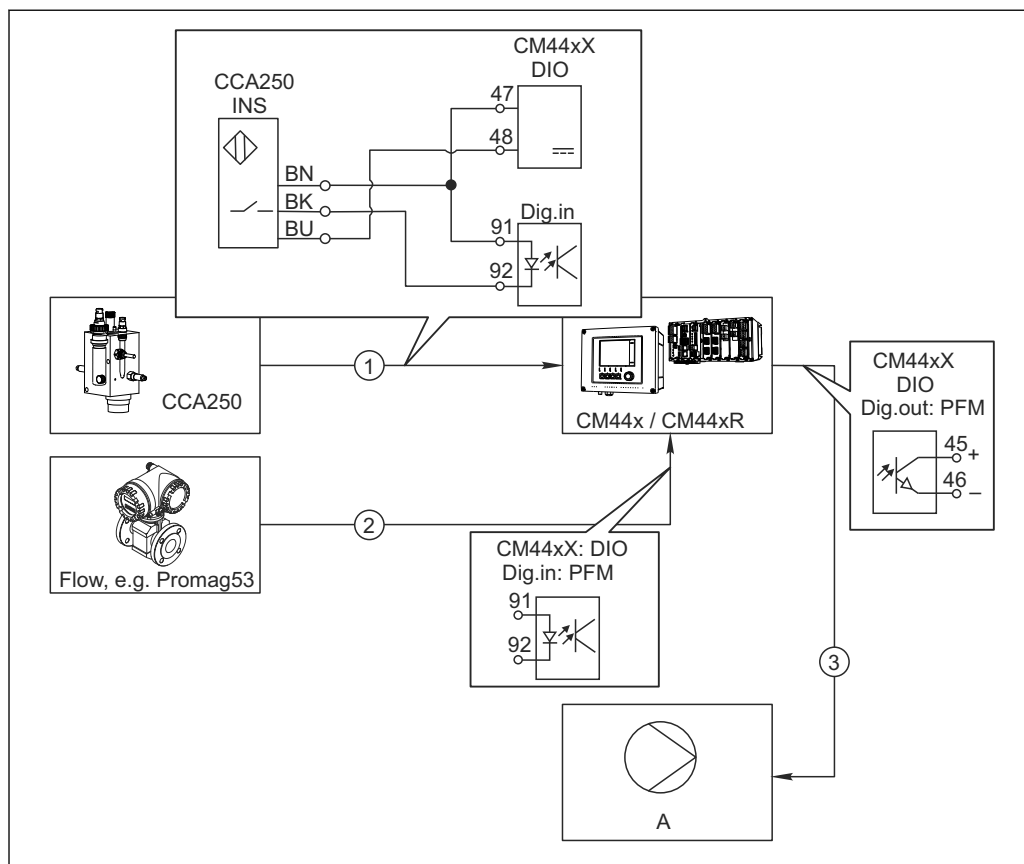 CM44xX
DIO
CCA250
INS
47
48
BN
BK
BU
Dig.in
91
92
1
CCA250
CM44x / CM44xR
CM44xX
DIO
Dig.out: PFM
45
+
46
–
2
Flow, e.g. Promag53
CM44xX: DIO
Dig.in: PFM
91
92
3
A